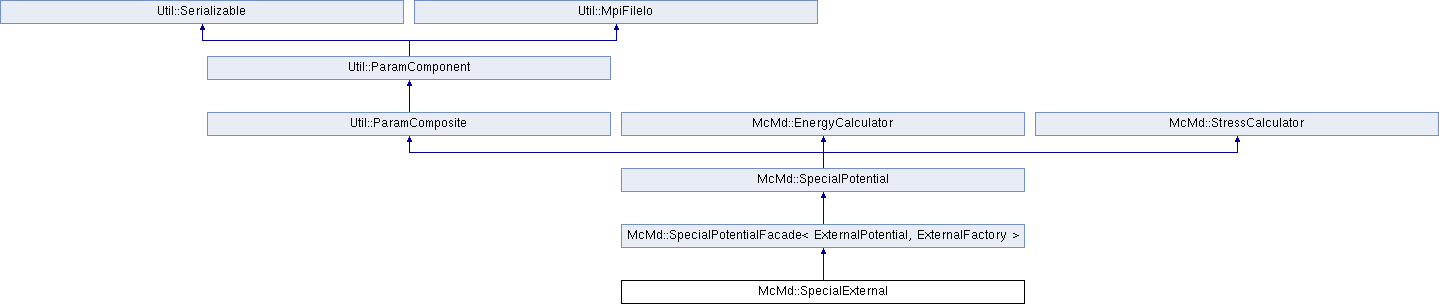 Util::Serializable
Util::MpiFileIo
Util::ParamComponent
Util::ParamComposite
McMd::EnergyCalculator
McMd::StressCalculator
McMd::SpecialPotential
McMd::SpecialPotentialFacade< ExternalPotential, ExternalFactory >
McMd::SpecialExternal